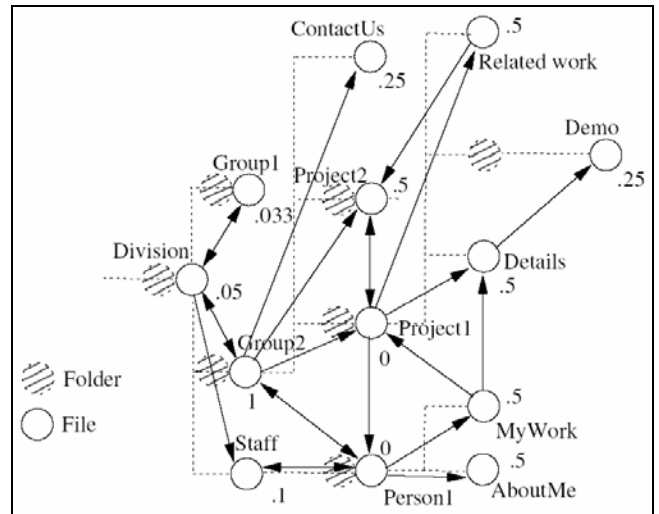 ContactUs
.25
.5
Related work
Demo
.25
Group1
.033
Project2
.5
Division
.05
Details
.5
Group2
1
Project1
0
Folder
File
.5
MyWork
Staff
.1
0
Person1
.5
AboutMe